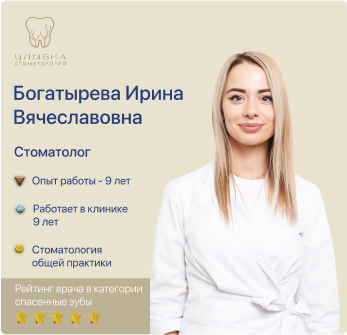 УЛЫБКА
СТОМАТОЛОГИЯ
Богатырева Ирина
Вячеславовна
Стоматолог
Опыт работы - 9 лет
Работает в клинике
9 лет
Стоматология
общей практики
Рейтинг врача в категории
спасенные зубы